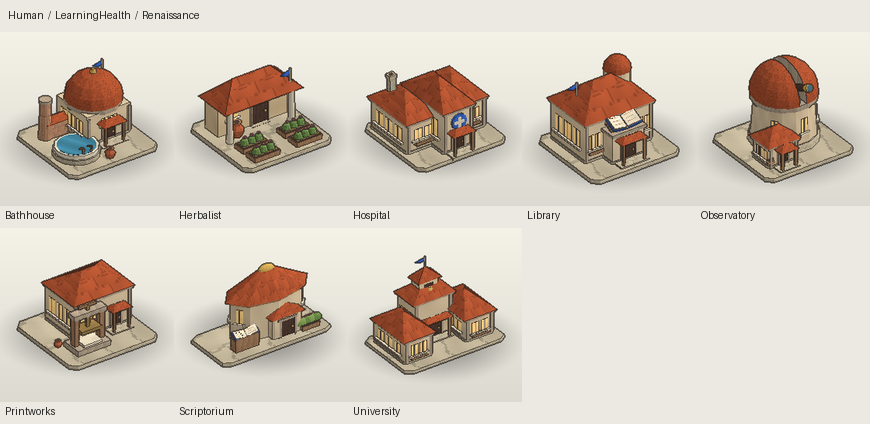 Human / LearningHealth / Renaissance
Bathhouse
Herbalist
Hospital
Library
Observatory
Printworks
Scriptorium
University